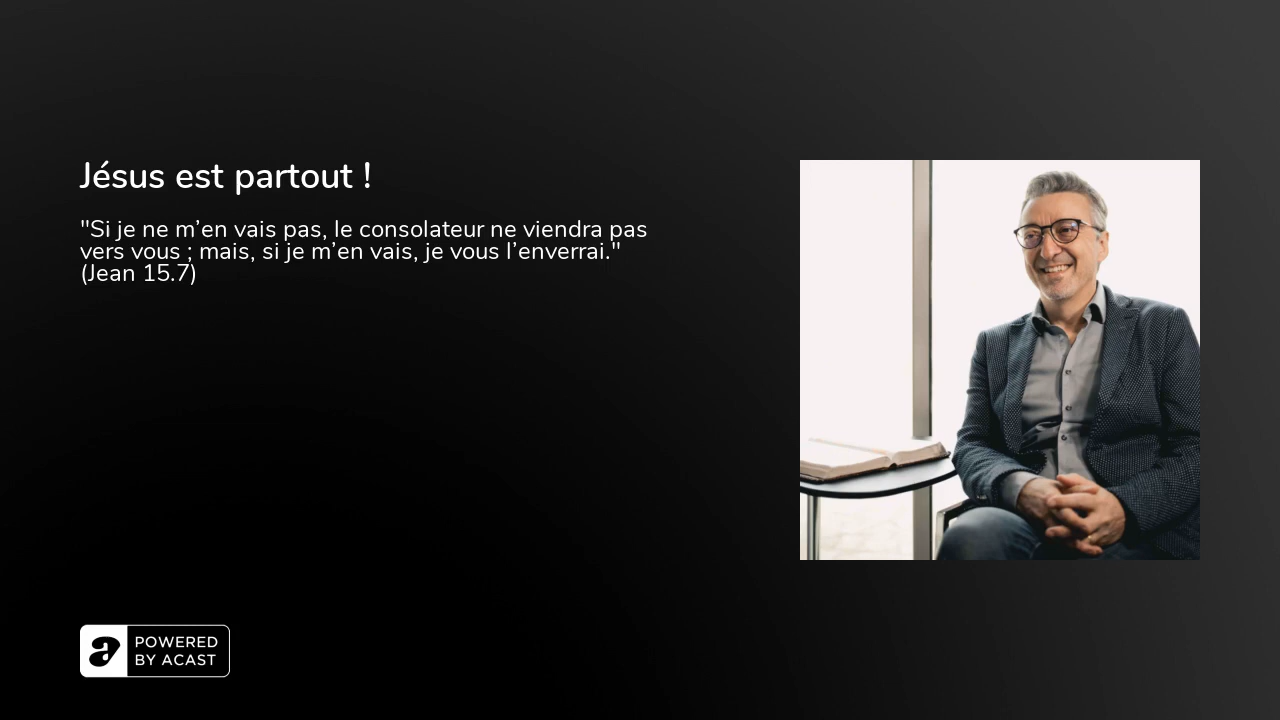 Jésus est partout !
"Si je ne m’en vais pas, le consolateur ne viendra pas
vers vous ; mais, si je m’en vais, je vous l’enverrai."
(Jean 15.7)
POWERED
BY ACAST